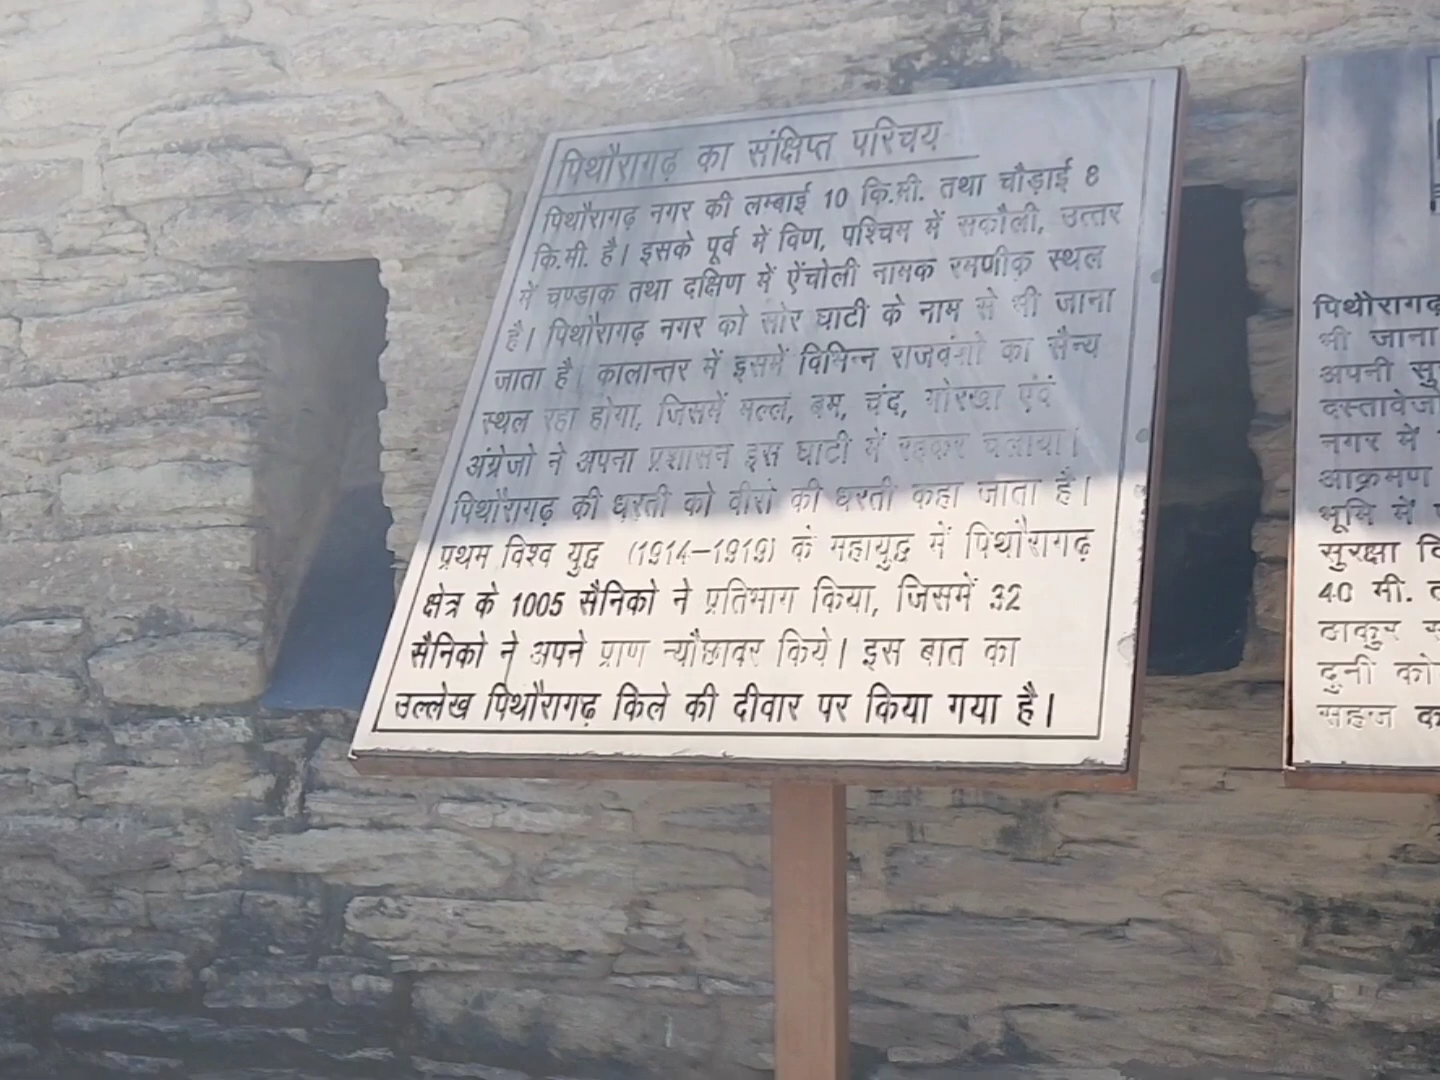 पिथौरागढ़ का संक्षिप्त परिचय
पिथौरागढ़ नगर की लम्बाई 10 कि.मी. तथा चौड़ाई 8
कि.मी. है। इसके पूर्व में विण, पश्चिम में सकौली, उत्तर
में चण्डाक तथा दक्षिण में ऐंचोली नामक रमणीक स्थल
है। पिथौरागढ़ नगर को सोर घाटी के नाम से भी जाना
जाता है। कालान्तर में इसमें विभिन्न राजवंशो का सैन्य
स्थल रहा होगा, जिसमें मल्ल, बम, चंद, गोरखा एवं
अंग्रेजो ने अपना प्रशासन इस घाटी में रहकर चलाया।
पिथौरागढ़ की धरती को वीरो की धरती कहा जाता है।
प्रथम विश्व युद्व (1914–1919) के महायुद्व में पिथौरागढ़
क्षेत्र के 1005 सैनिको ने प्रतिभाग किया, जिसमें 32
सैनिको ने अपने प्राण न्यौछावर किये। इस बात का
उल्लेख पिथौरागढ़ किले की दीवार पर किया गया है।
पिथौरागढ़
भी जाना
अपनी
नगर में
आक्रमण
भूमि में
सुरक्षा
40 मी.
ठाकुर
दुनी को
सहज